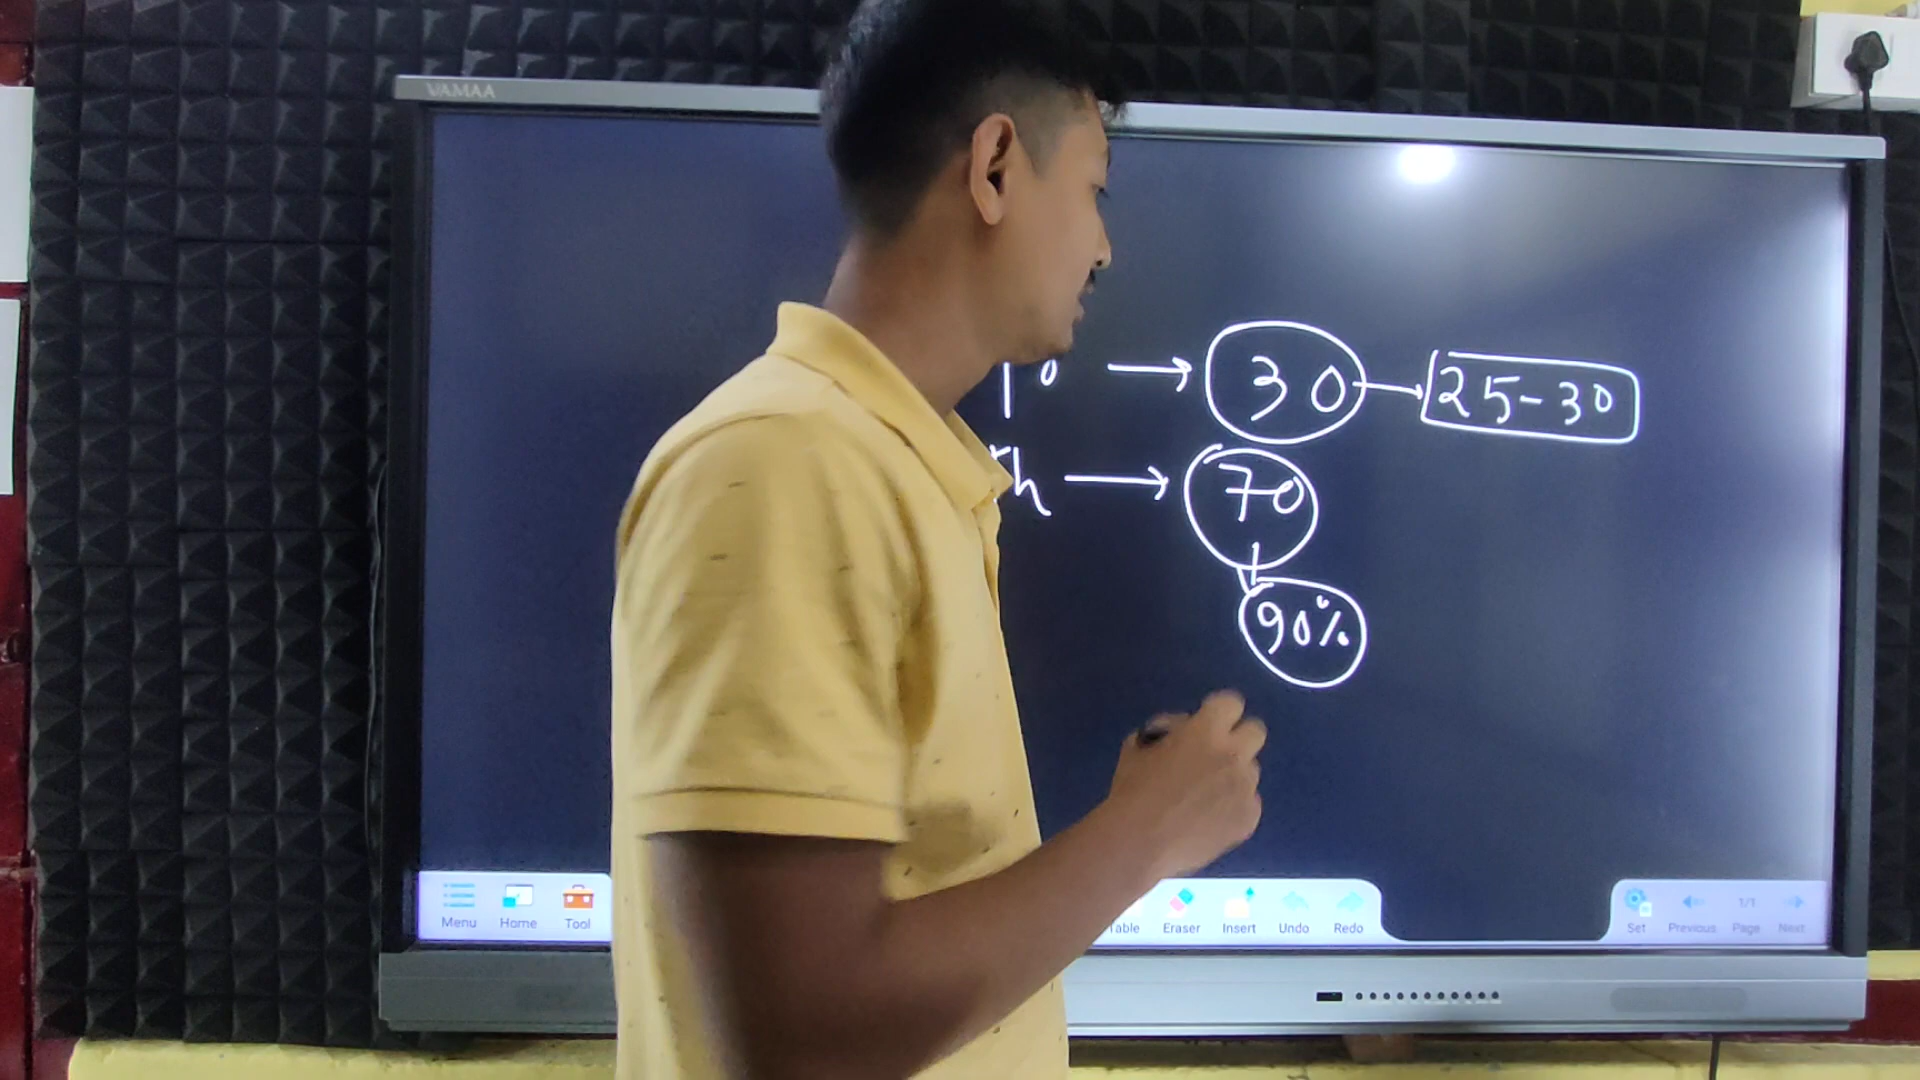 VAMAA
→ 30 → 25-30
h → 70
90%
Menu Home Tool Table Eraser Insert Undo Redo Set Previous 1/1 Page Next